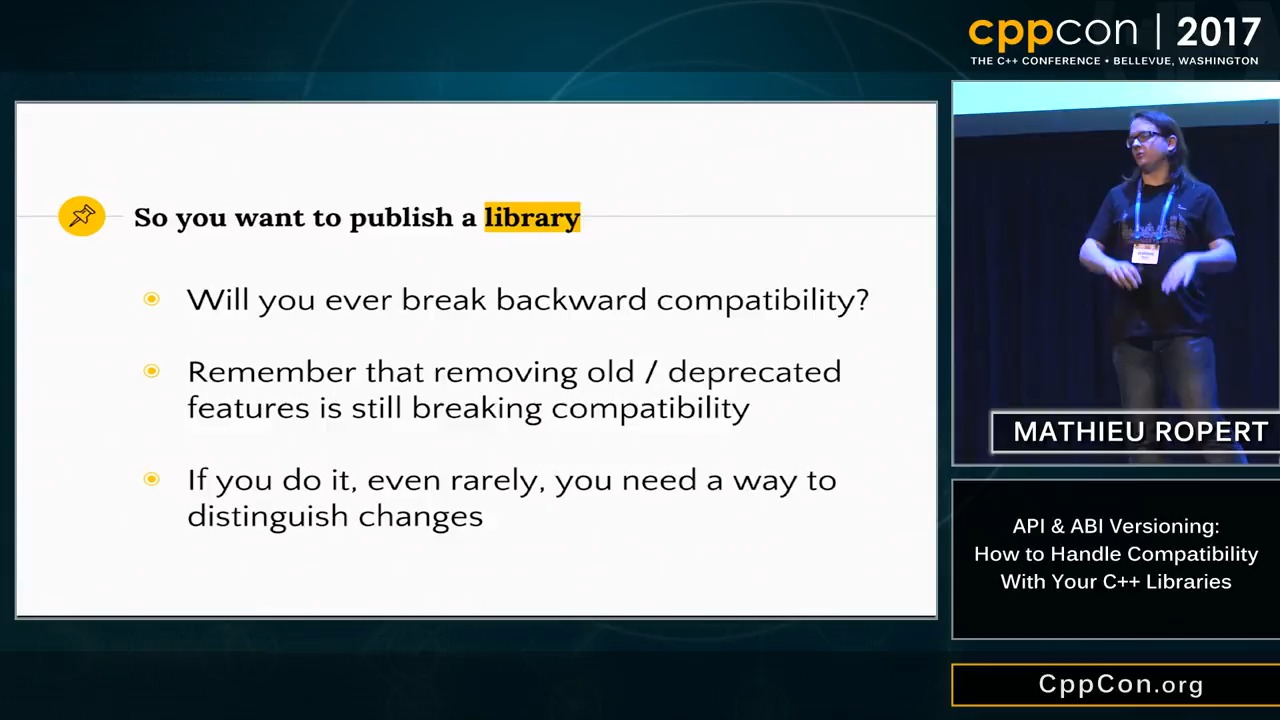 cppcon | 2017
THE C++ CONFERENCE • BELLEVUE, WASHINGTON
So you want to publish a library
Will you ever break backward compatibility?
Remember that removing old / deprecated
features is still breaking compatibility
If you do it, even rarely, you need a way to
distinguish changes
MATHIEU ROPERT
API & ABI Versioning:
How to Handle Compatibility
With Your C++ Libraries
CppCon.org